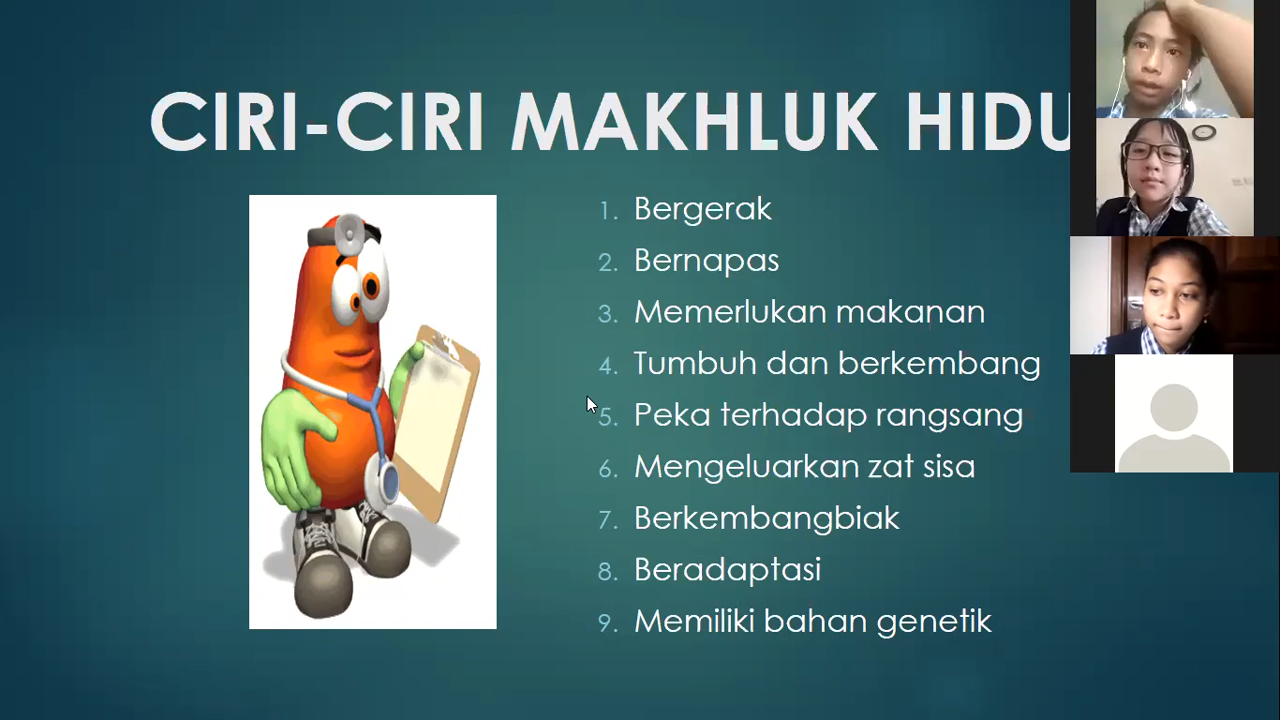 CIRI-CIRI MAKHLUK HIDU
1. Bergerak
2. Bernapas
3. Memerlukan makanan
4. Tumbuh dan berkembang
5. Peka terhadap rangsang
6. Mengeluarkan zat sisa
7. Berkembangbiak
8. Beradaptasi
9. Memiliki bahan genetik